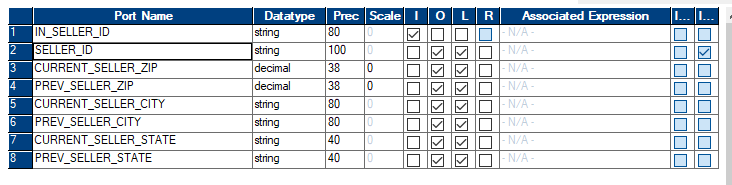 Port Name Datatype Prec Scale I O L R Associated Expression I... I...
1 IN_SELLER_ID string 80 0 - N/A -
2 SELLER_ID string 100 0 - N/A -
3 CURRENT_SELLER_ZIP decimal 38 0 - N/A -
4 PREV_SELLER_ZIP decimal 38 0 - N/A -
5 CURRENT_SELLER_CITY string 80 0 - N/A -
6 PREV_SELLER_CITY string 80 0 - N/A -
7 CURRENT_SELLER_STATE string 40 0 - N/A -
8 PREV_SELLER_STATE string 40 0 - N/A -